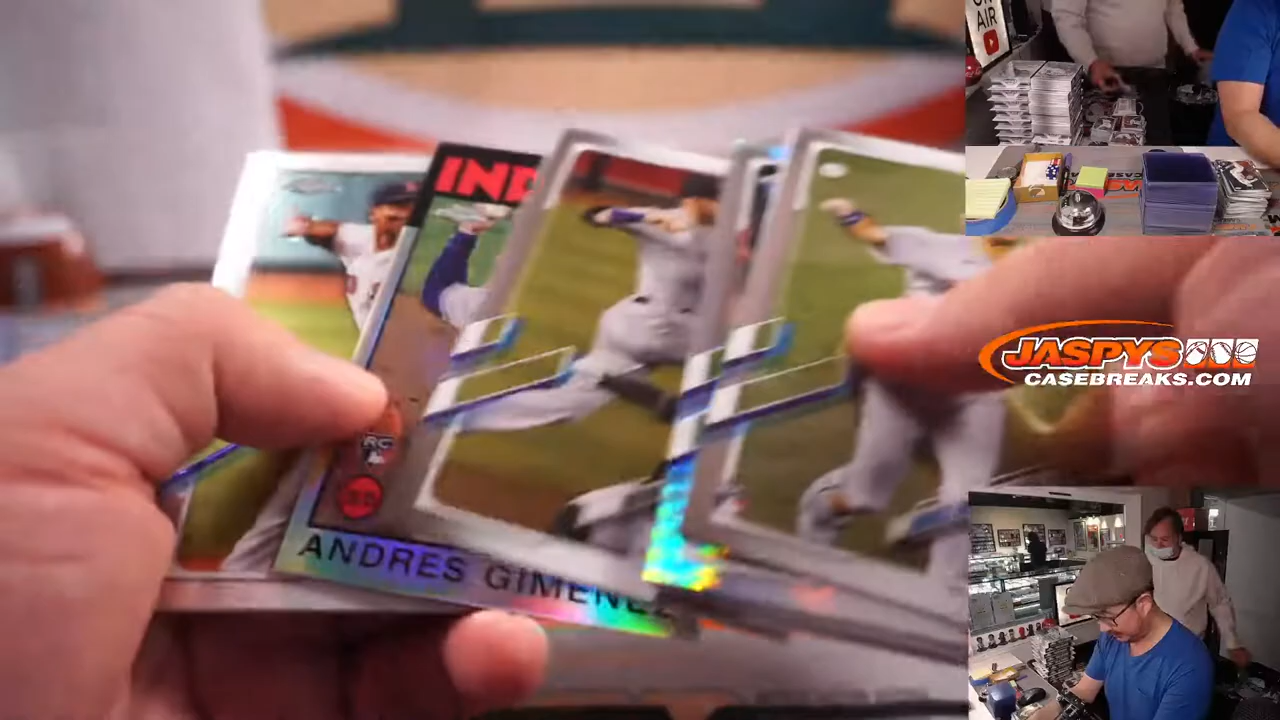 ON
AIR
IND
RC
ANDRES GIMENEZ
JASPYS
CASEBREAKS.COM